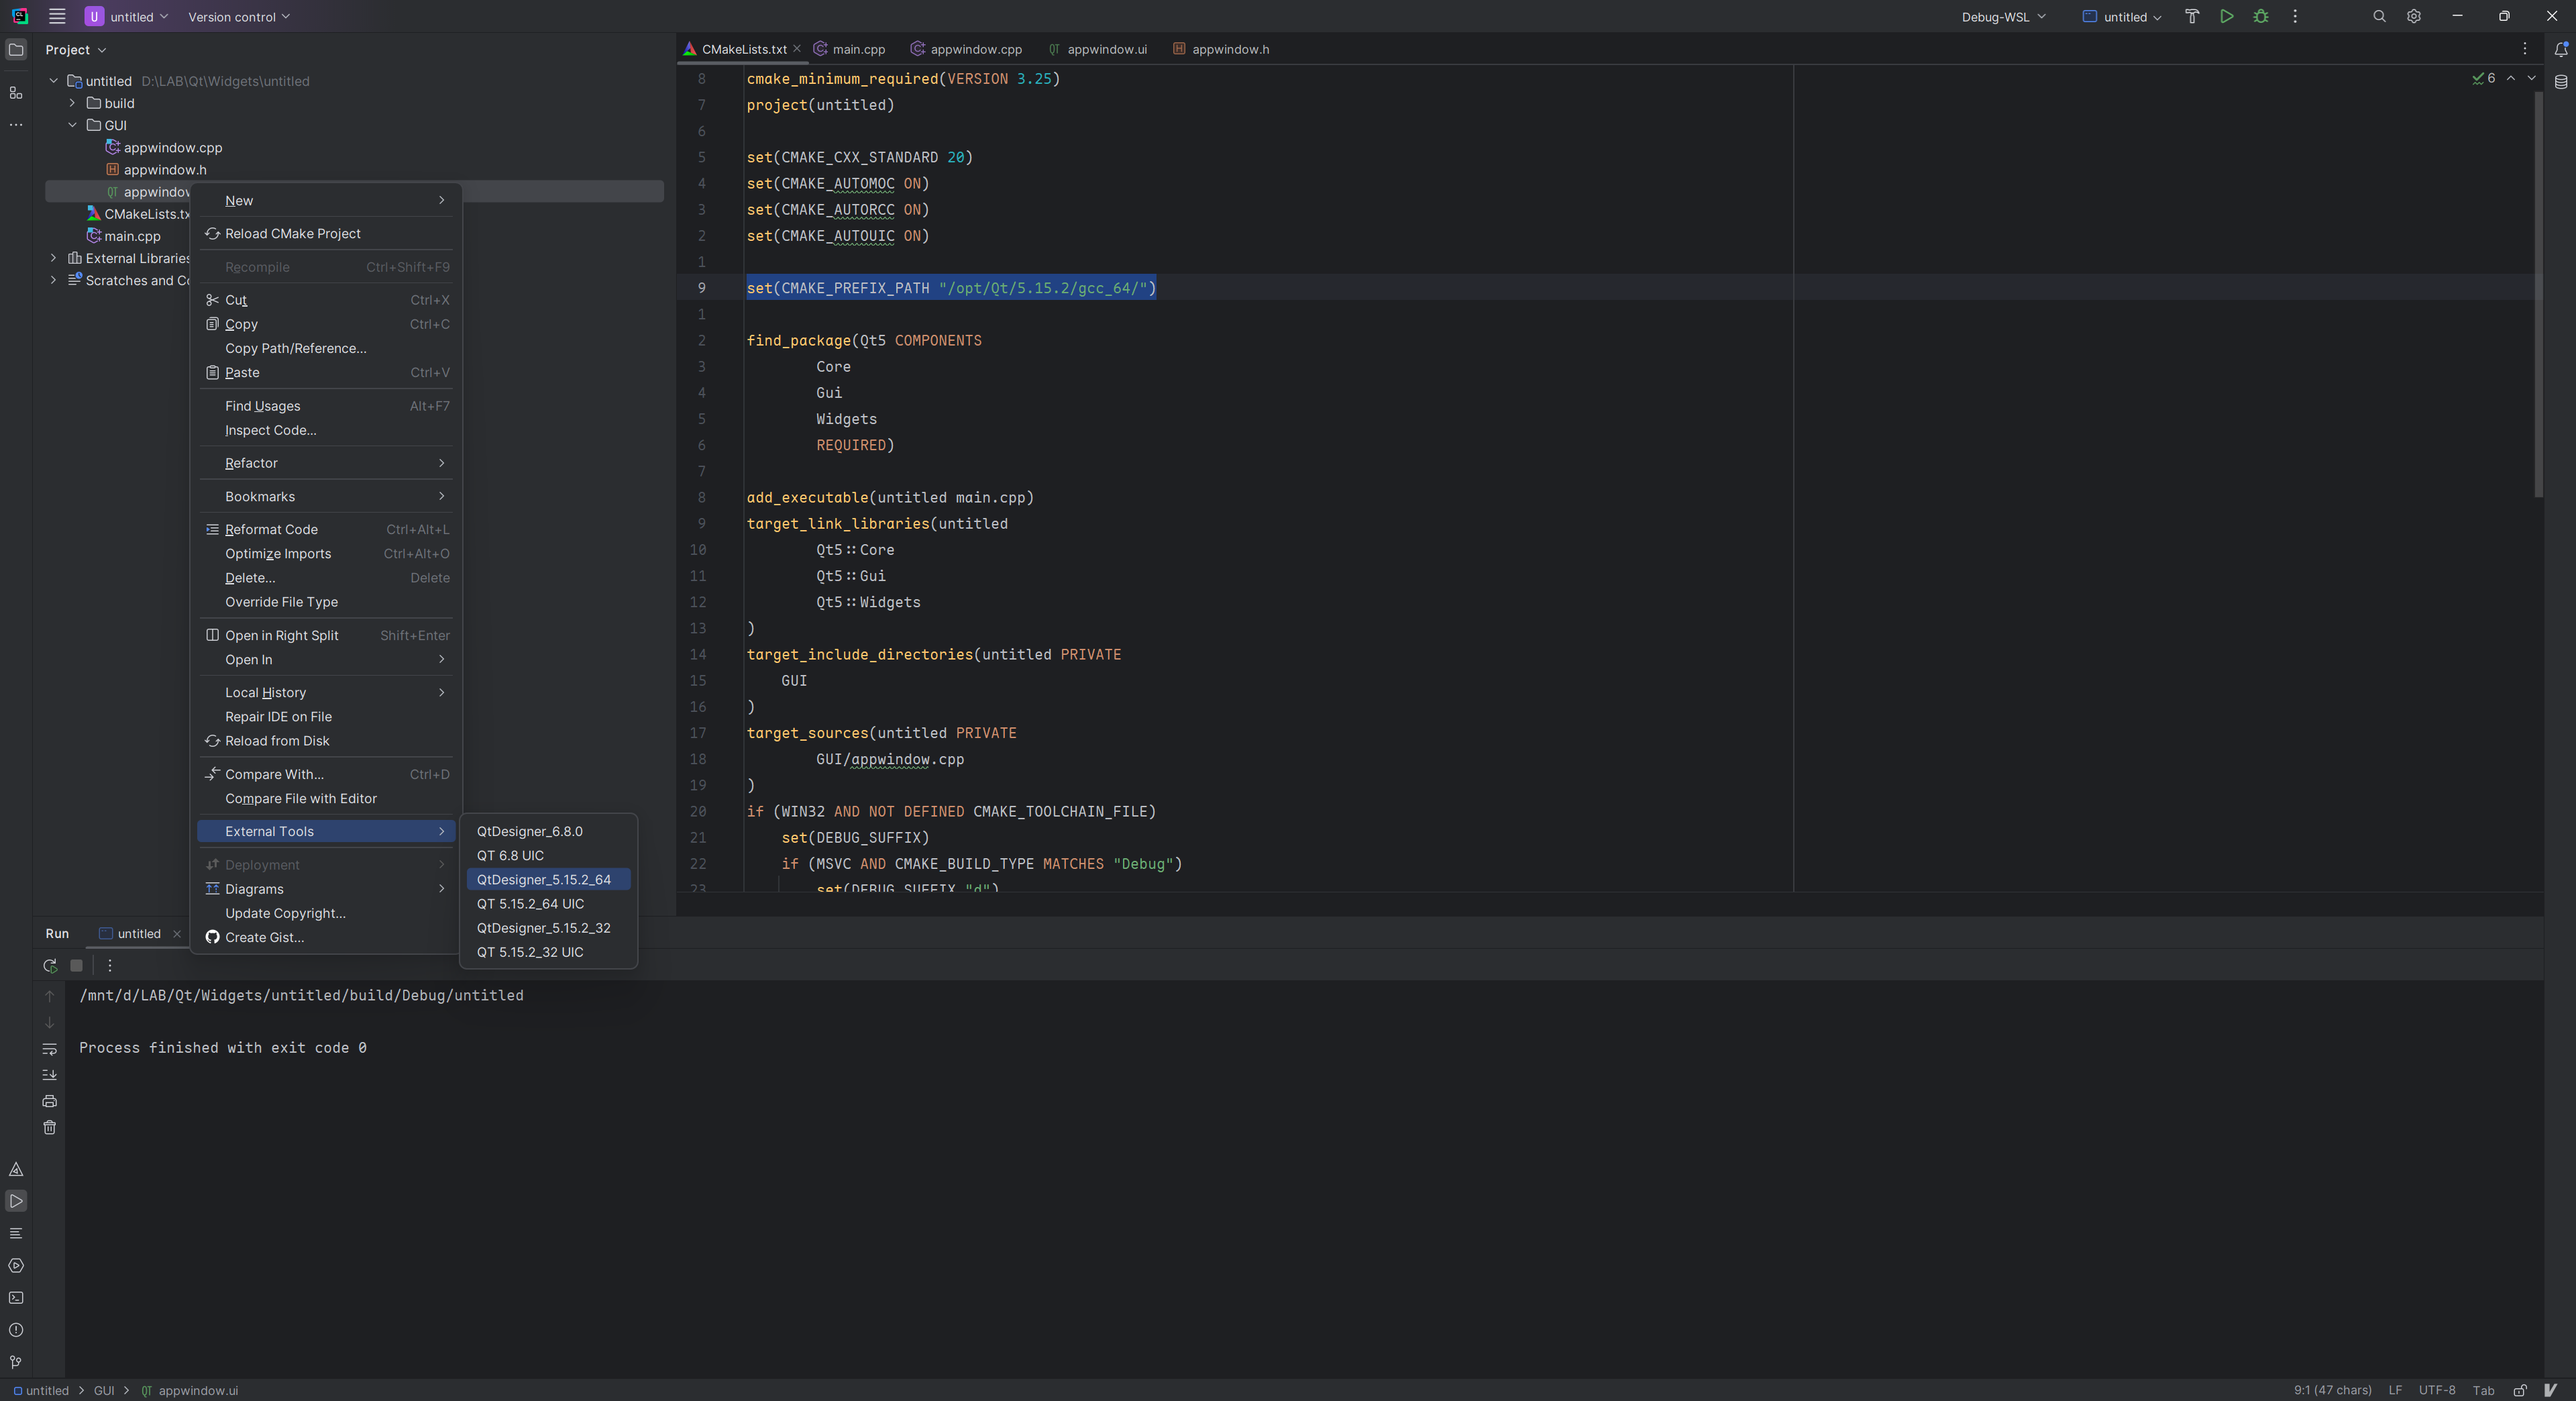 U untitled Version control
Debug-WSL untitled
Project
untitled D:\LAB\Qt\Widgets\untitled
build
GUI
appwindow.cpp
appwindow.h
appwindow
CMakeLists.tx
main.cpp
External Libraries
Scratches and Co
New
Reload CMake Project
Recompile Ctrl+Shift+F9
Cut Ctrl+X
Copy Ctrl+C
Copy Path/Reference...
Paste Ctrl+V
Find Usages Alt+F7
Inspect Code...
Refactor
Bookmarks
Reformat Code Ctrl+Alt+L
Optimize Imports Ctrl+Alt+O
Delete... Delete
Override File Type
Open in Right Split Shift+Enter
Open In
Local History
Repair IDE on File
Reload from Disk
Compare With... Ctrl+D
Compare File with Editor
External Tools
Deployment
Diagrams
Update Copyright...
Create Gist...
QtDesigner_6.8.0
QT 6.8 UIC
QtDesigner_5.15.2_64
QT 5.15.2_64 UIC
QtDesigner_5.15.2_32
QT 5.15.2_32 UIC
CMakeLists.txt main.cpp appwindow.cpp appwindow.ui appwindow.h
6
8 cmake_minimum_required(VERSION 3.25)
7 project(untitled)
6
5 set(CMAKE_CXX_STANDARD 20)
4 set(CMAKE_AUTOMOC ON)
3 set(CMAKE_AUTORCC ON)
2 set(CMAKE_AUTOUIC ON)
1
9 set(CMAKE_PREFIX_PATH "/opt/Qt/5.15.2/gcc_64/")
1
2 find_package(Qt5 COMPONENTS
3 Core
4 Gui
5 Widgets
6 REQUIRED)
7
8 add_executable(untitled main.cpp)
9 target_link_libraries(untitled
10 Qt5::Core
11 Qt5::Gui
12 Qt5::Widgets
13 )
14 target_include_directories(untitled PRIVATE
15 GUI
16 )
17 target_sources(untitled PRIVATE
18 GUI/appwindow.cpp
19 )
20 if (WIN32 AND NOT DEFINED CMAKE_TOOLCHAIN_FILE)
21 set(DEBUG_SUFFIX)
22 if (MSVC AND CMAKE_BUILD_TYPE MATCHES "Debug")
23 set(DEBUG_SUFFIX "d")
Run untitled
/mnt/d/LAB/Qt/Widgets/untitled/build/Debug/untitled
Process finished with exit code 0
untitled > GUI > appwindow.ui
9:1 (47 chars) LF UTF-8 Tab